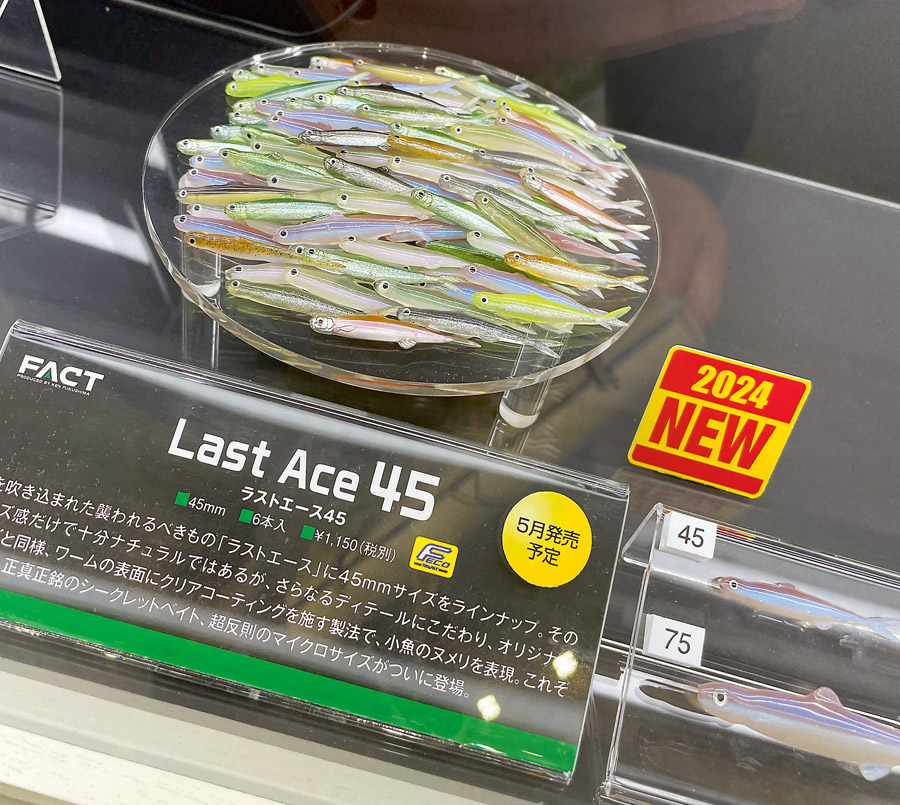 FACT
PRODUCED BY KEN FUKUSHIMA
Last Ace 45
ラストエース45
■45mm ■6本入 ■¥1,150(税別)
Feco
5月発売
予定
を吹き込まれた襲われるべきもの「ラストエース」に45mmサイズをラインナップ。その
ズ感だけで十分ナチュラルではあるが、さらなるディテールにこだわり、オリジナ
と同様、ワームの表面にクリアコーティングを施す製法で、小魚のヌメリを表現。これぞ
正真正銘のシークレットベイト、超反則のマイクロサイズがついに登場。
2024
NEW
45
75